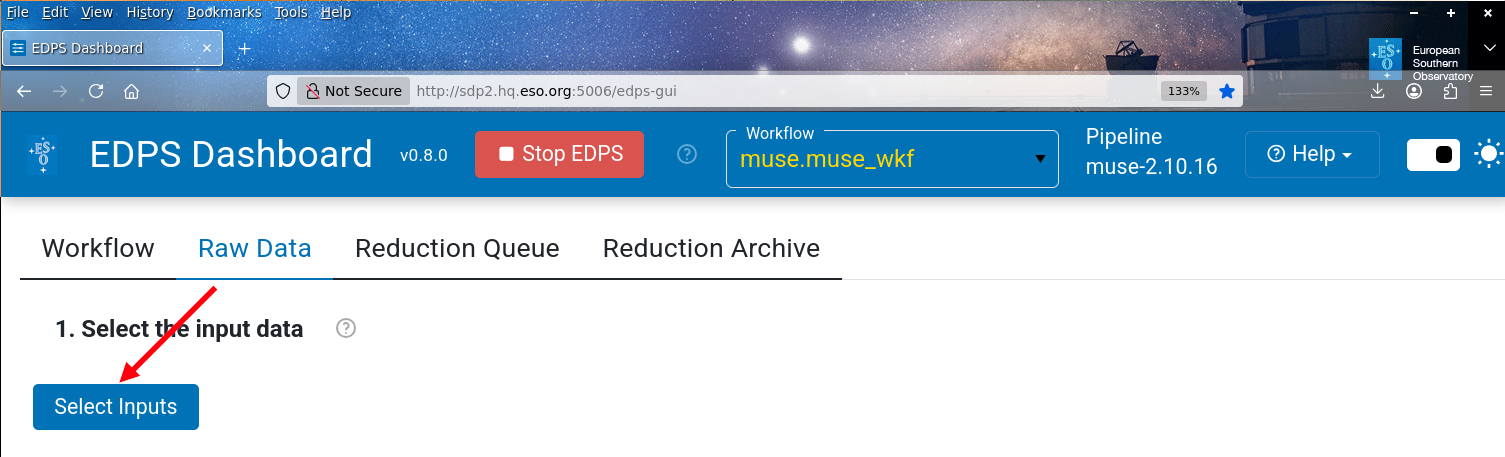 File Edit View History Bookmarks Tools Help
EDPS Dashboard
ES
O
European
Southern
Observatory
Not Secure
http://sdp2.hq.eso.org:5006/edps-gui
133%
ES
O
EDPS Dashboard v0.8.0
Stop EDPS
Workflow
muse.muse_wkf
Pipeline
muse-2.10.16
Help
Workflow Raw Data Reduction Queue Reduction Archive
1. Select the input data
Select Inputs